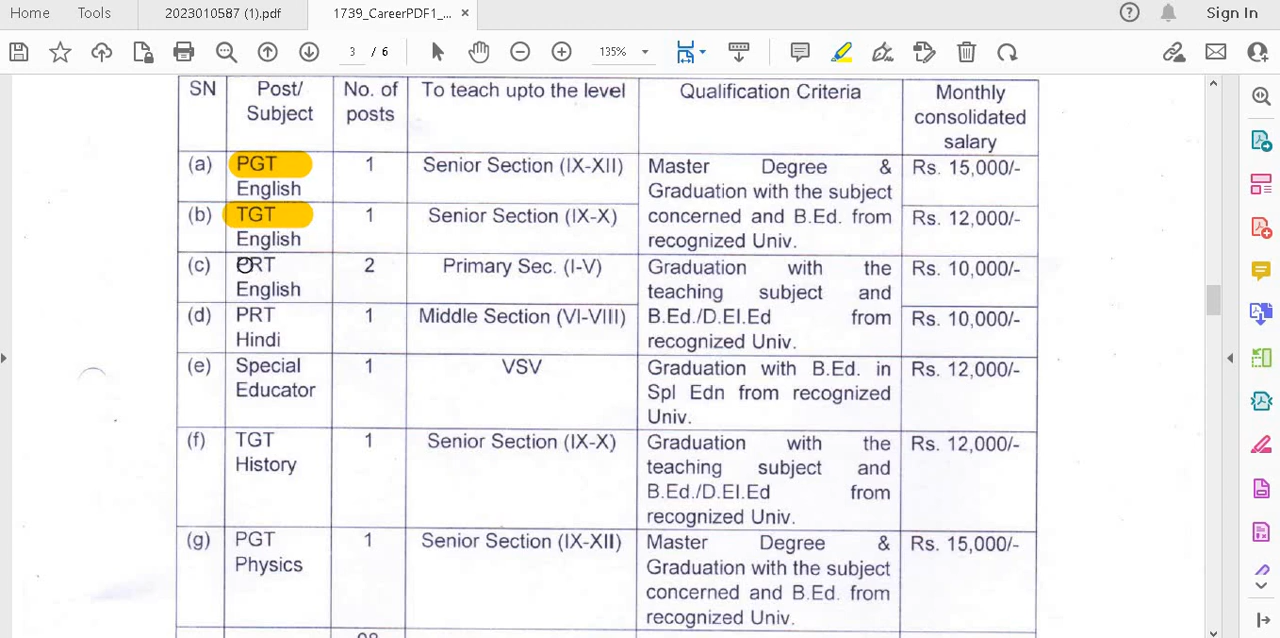 Home Tools 2023010587 (1).pdf 1739_CareerPDF1_... × Sign In
3 / 6 135%
SN Post/ Subject No. of posts To teach upto the level Qualification Criteria Monthly consolidated salary
(a) PGT English 1 Senior Section (IX-XII) Master Degree & Graduation with the subject concerned and B.Ed. from recognized Univ. Rs. 15,000/-
(b) TGT English 1 Senior Section (IX-X) Rs. 12,000/-
(c) PRT English 2 Primary Sec. (I-V) Graduation with the teaching subject and B.Ed./D.El.Ed from recognized Univ. Rs. 10,000/-
(d) PRT Hindi 1 Middle Section (VI-VIII) Rs. 10,000/-
(e) Special Educator 1 VSV Graduation with B.Ed. in Spl Edn from recognized Univ. Rs. 12,000/-
(f) TGT History 1 Senior Section (IX-X) Graduation with the teaching subject and B.Ed./D.El.Ed from recognized Univ. Rs. 12,000/-
(g) PGT Physics 1 Senior Section (IX-XII) Master Degree & Graduation with the subject concerned and B.Ed. from recognized Univ. Rs. 15,000/-